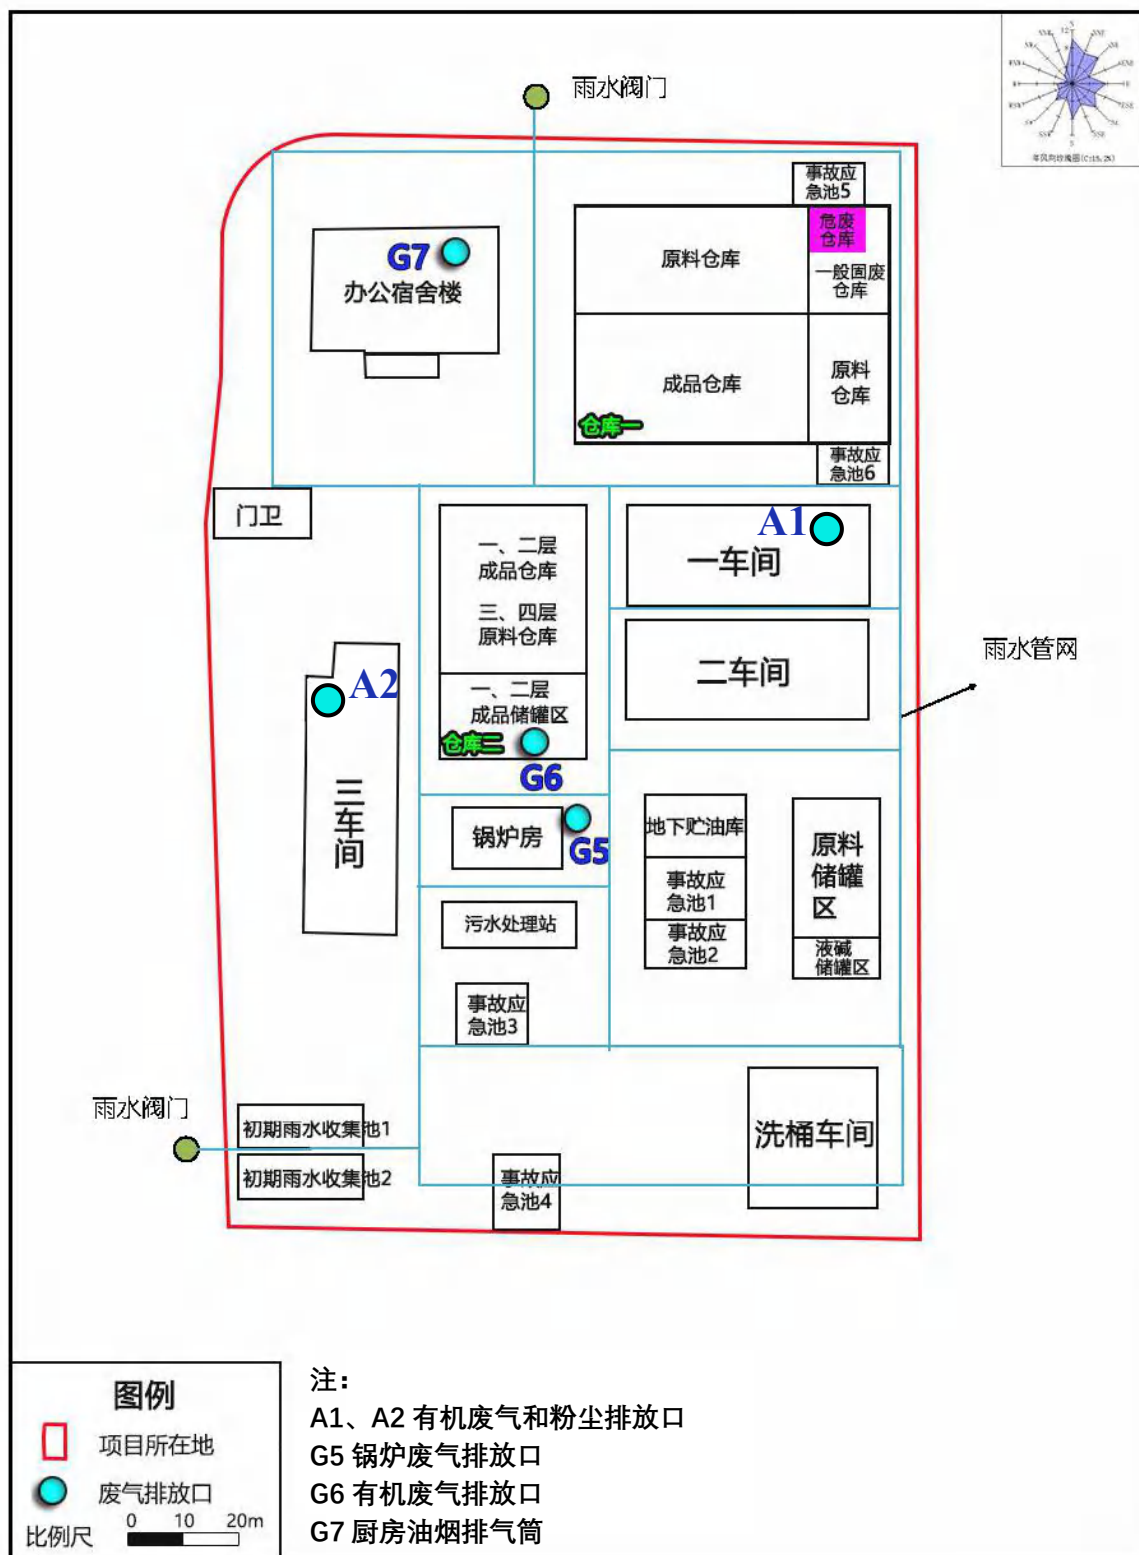 N
NNE
12
雨水阀门
年风向玫瑰图(C:15.2%)
事故应
急池5
危废
仓库
原料仓库
一般固废
仓库
G7
办公宿舍楼
成品仓库
原料
仓库
仓库一
事故应
急池6
门卫
A1
一车间
一、二层
成品仓库
三、四层
原料仓库
二车间
雨水管网
A2
一、二层
成品储罐区
仓库二
G6
三车间
锅炉房
G5
地下贮油库
原料
储罐
区
事故应
急池1
污水处理站
事故应
急池2
液碱
储罐区
事故应
急池3
雨水阀门
初期雨水收集池1
洗桶车间
初期雨水收集池2
事故应
急池4
图例
项目所在地
废气排放口
比例尺
0 10 20m
注：
A1、A2 有机废气和粉尘排放口
G5 锅炉废气排放口
G6 有机废气排放口
G7 厨房油烟排气筒